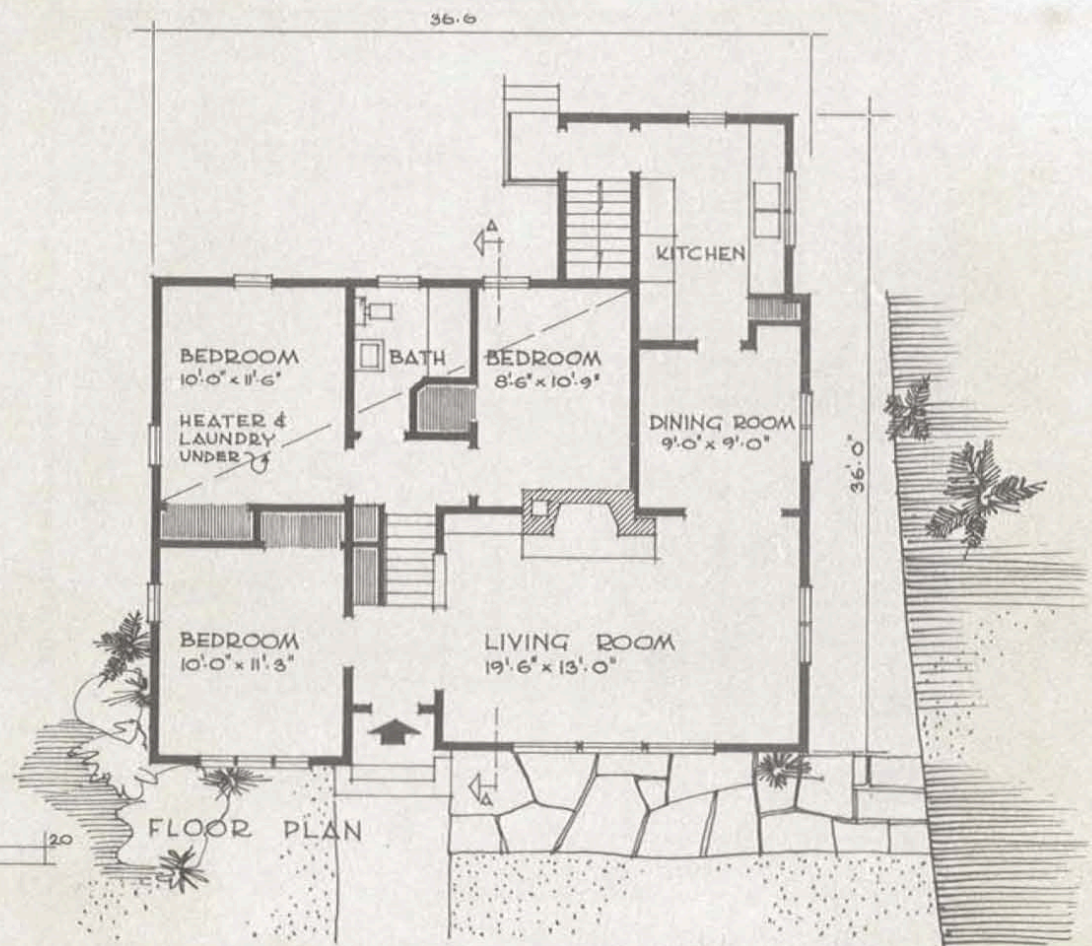 36.6
KITCHEN
A
BEDROOM
10'·0" x 11'·6"
HEATER &
LAUNDRY
UNDER
BATH
BEDROOM
8'·6" x 10'·9"
DINING ROOM
9'·0" x 9'·0"
36'·0"
BEDROOM
10'·0" x 11'·3"
LIVING ROOM
19'·6" x 13'·0"
A
FLOOR PLAN
20